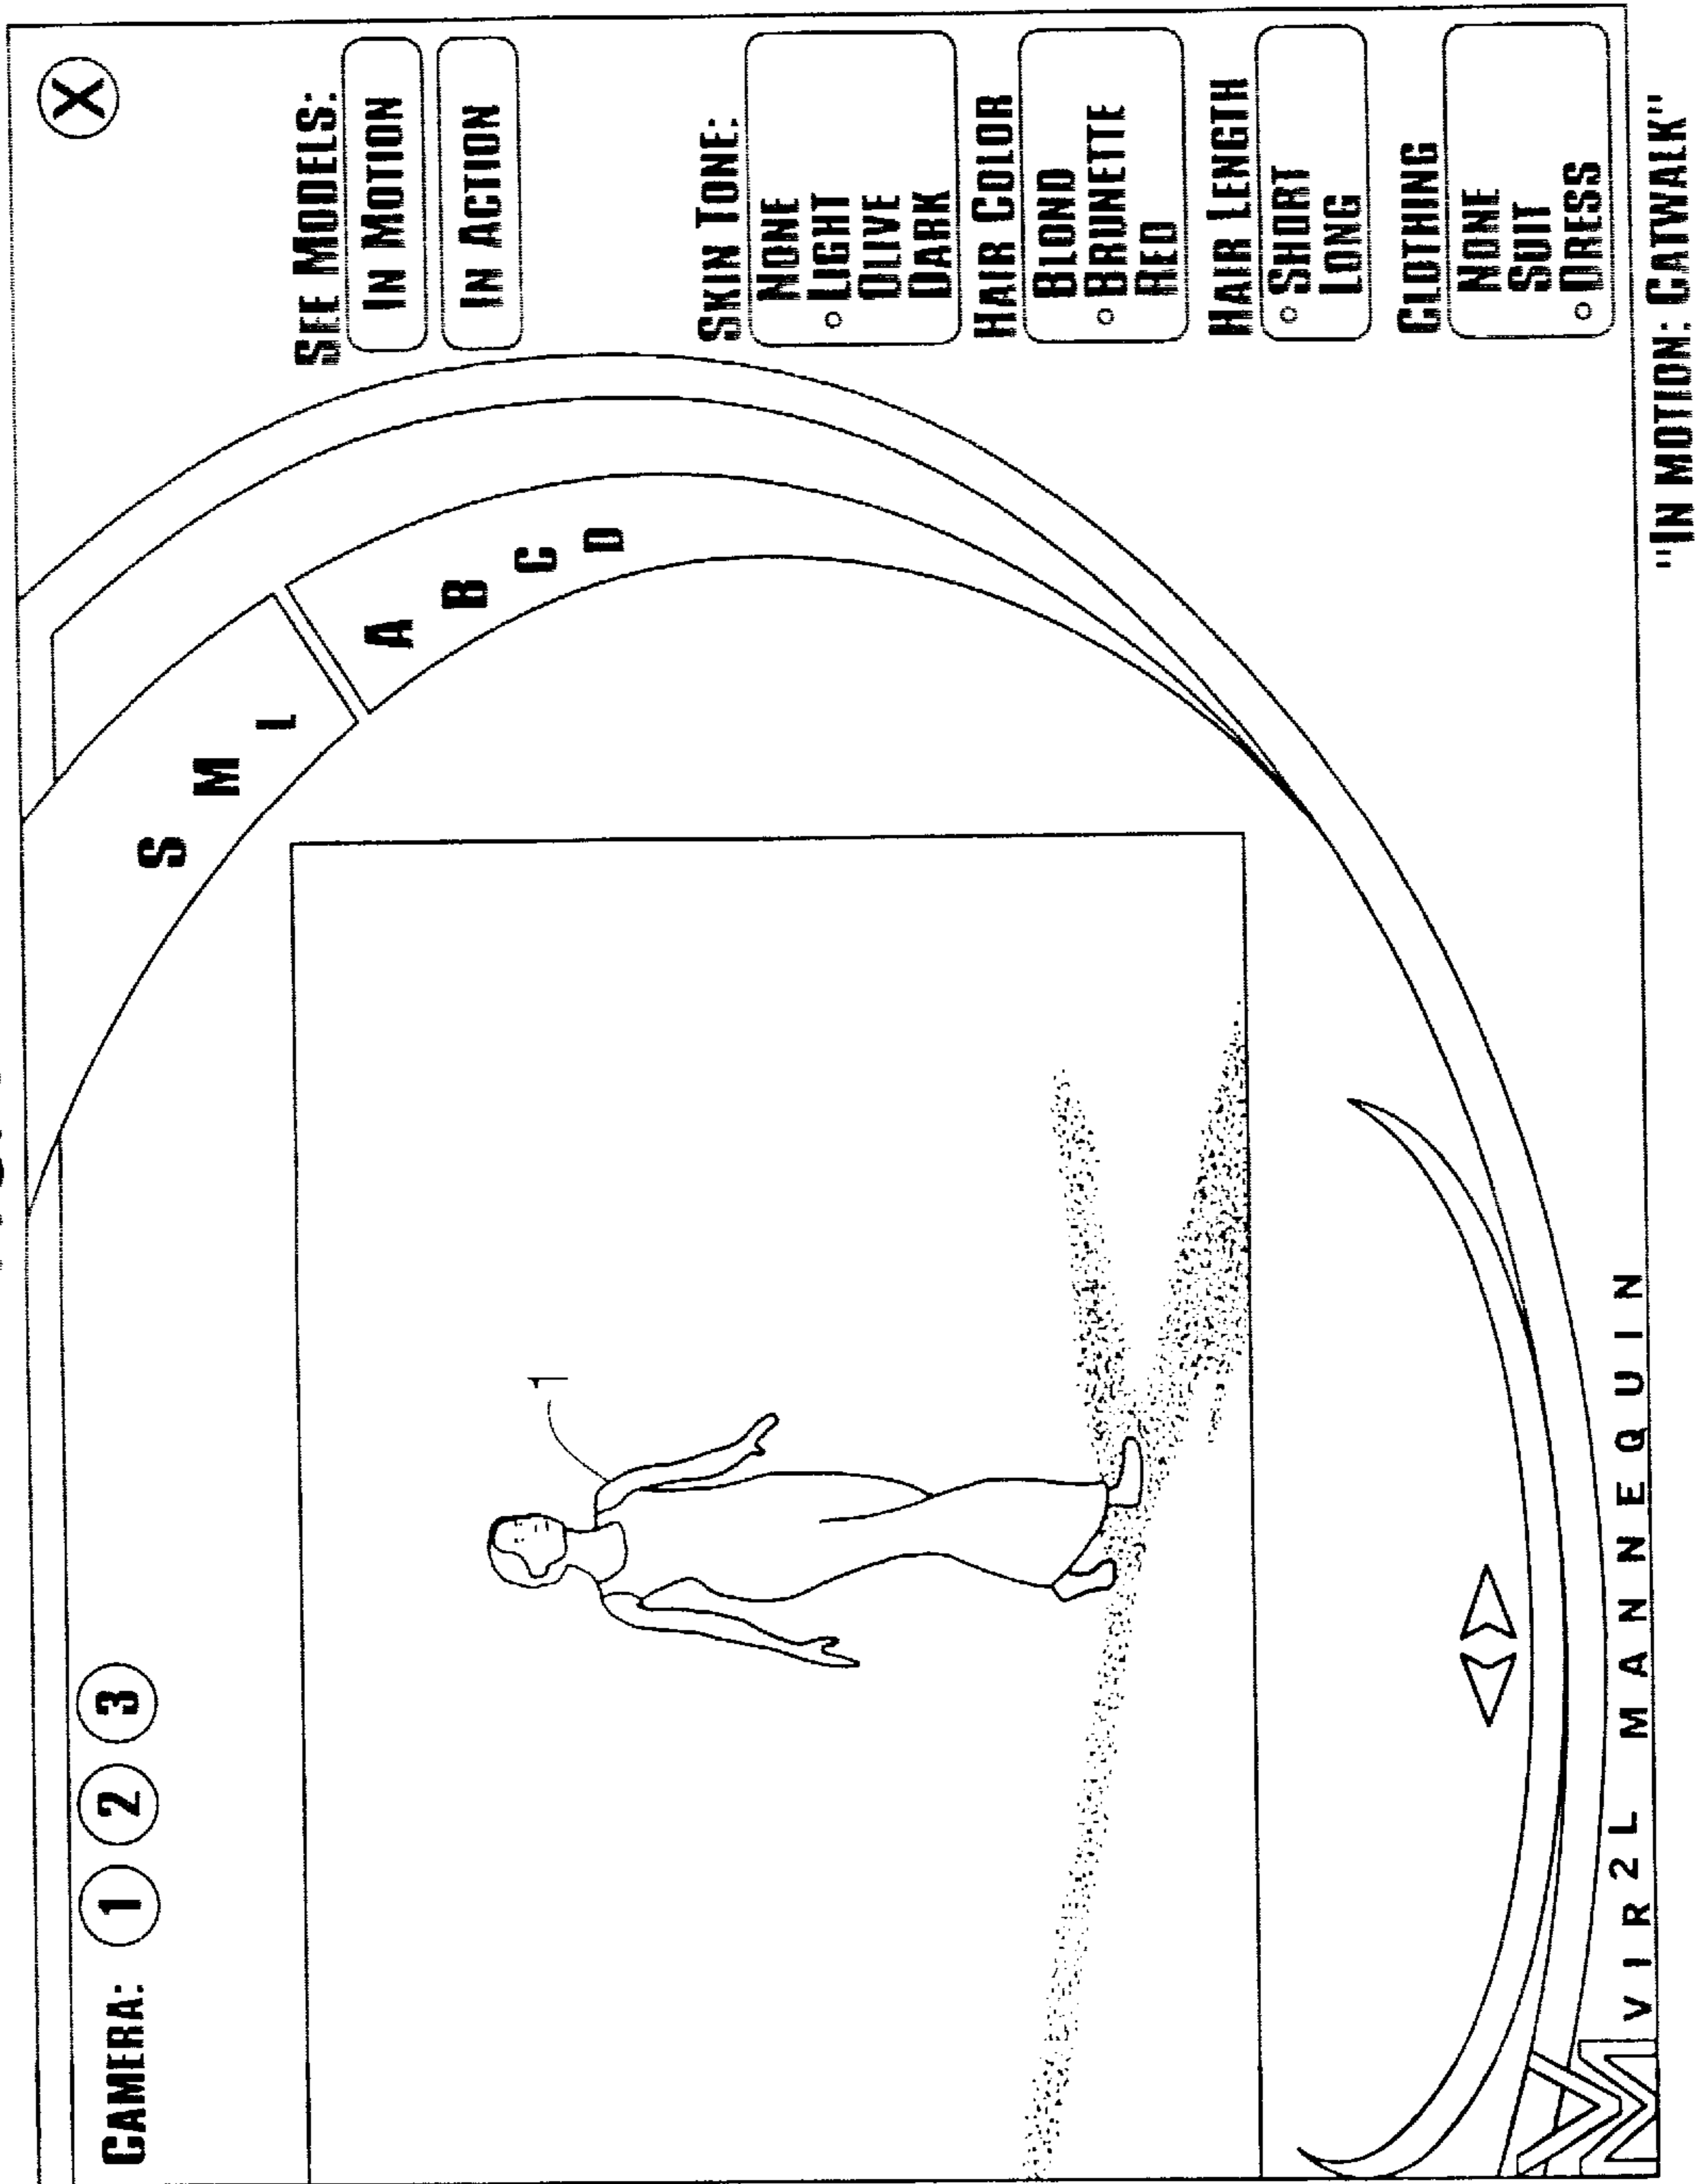 CAMERA: 1 2 3
X
S
M
L
A
B
C
D
SEE MODELS:
IN MOTION
IN ACTION
SKIN TONE:
NONE
LIGHT
OLIVE
DARK
HAIR COLOR
BLOND
BRUNETTE
RED
HAIR LENGTH
SHORT
LONG
CLOTHING
NONE
SUIT
DRESS
1
VIR2L MANNEQUIN
"IN MOTION: CATWALK"